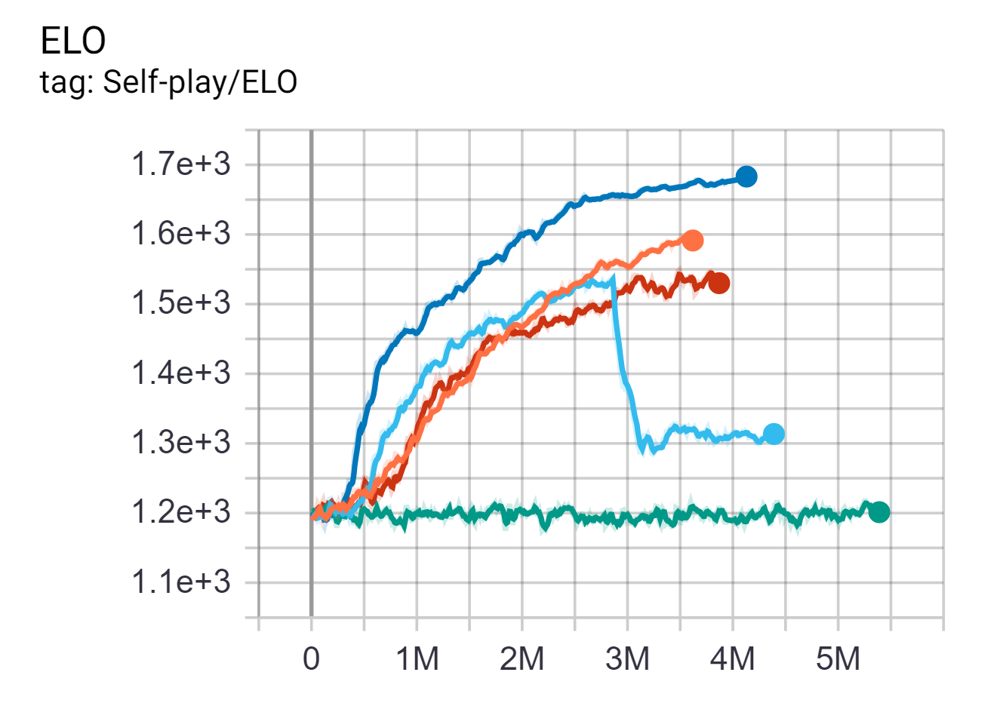 ELO
tag: Self-play/ELO
1.7e+3
1.6e+3
1.5e+3
1.4e+3
1.3e+3
1.2e+3
1.1e+3
0 1M 2M 3M 4M 5M